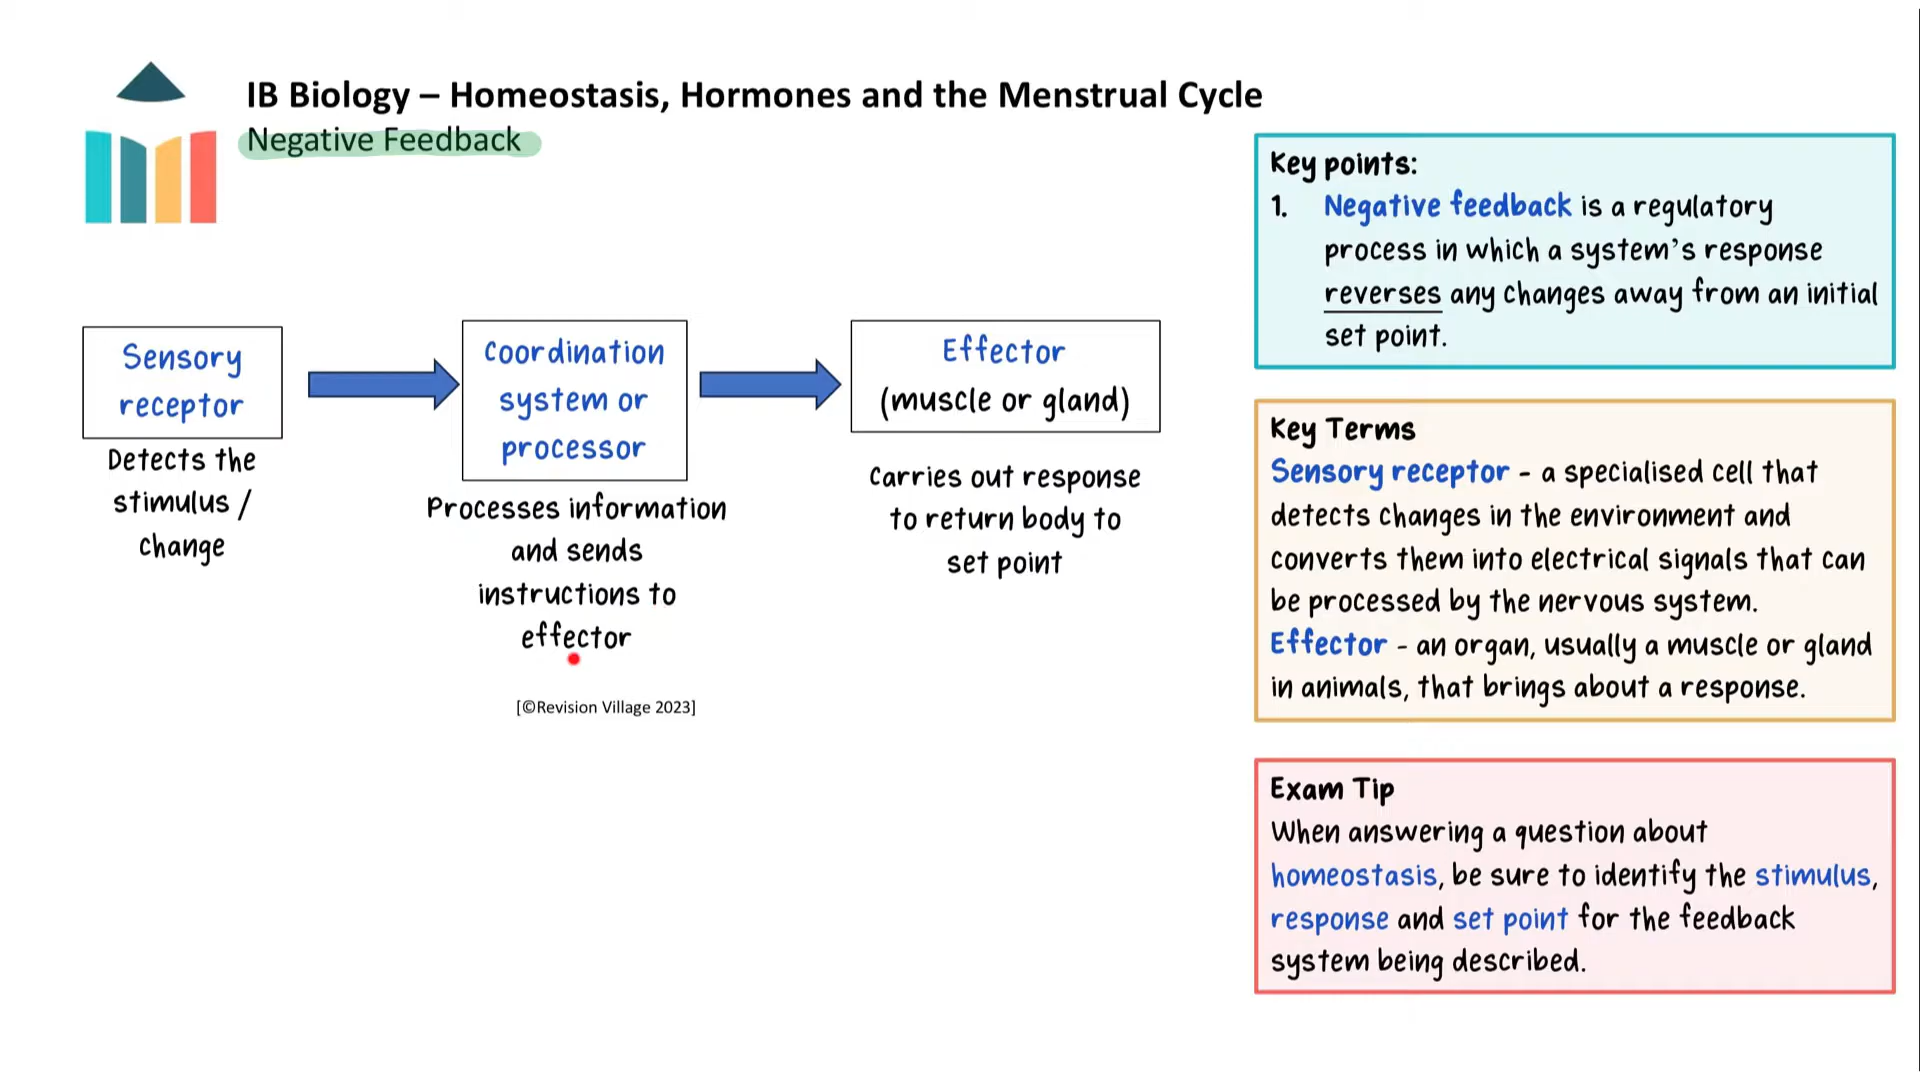 IB Biology – Homeostasis, Hormones and the Menstrual Cycle
Negative Feedback
Sensory
receptor
Detects the
stimulus /
change
Coordination
system or
processor
Processes information
and sends
instructions to
effector
Effector
(muscle or gland)
Carries out response
to return body to
set point
[©Revision Village 2023]
Key points:
1. Negative feedback is a regulatory
process in which a system's response
reverses any changes away from an initial
set point.
Key Terms
Sensory receptor - a specialised cell that
detects changes in the environment and
converts them into electrical signals that can
be processed by the nervous system.
Effector - an organ, usually a muscle or gland
in animals, that brings about a response.
Exam Tip
When answering a question about
homeostasis, be sure to identify the stimulus,
response and set point for the feedback
system being described.